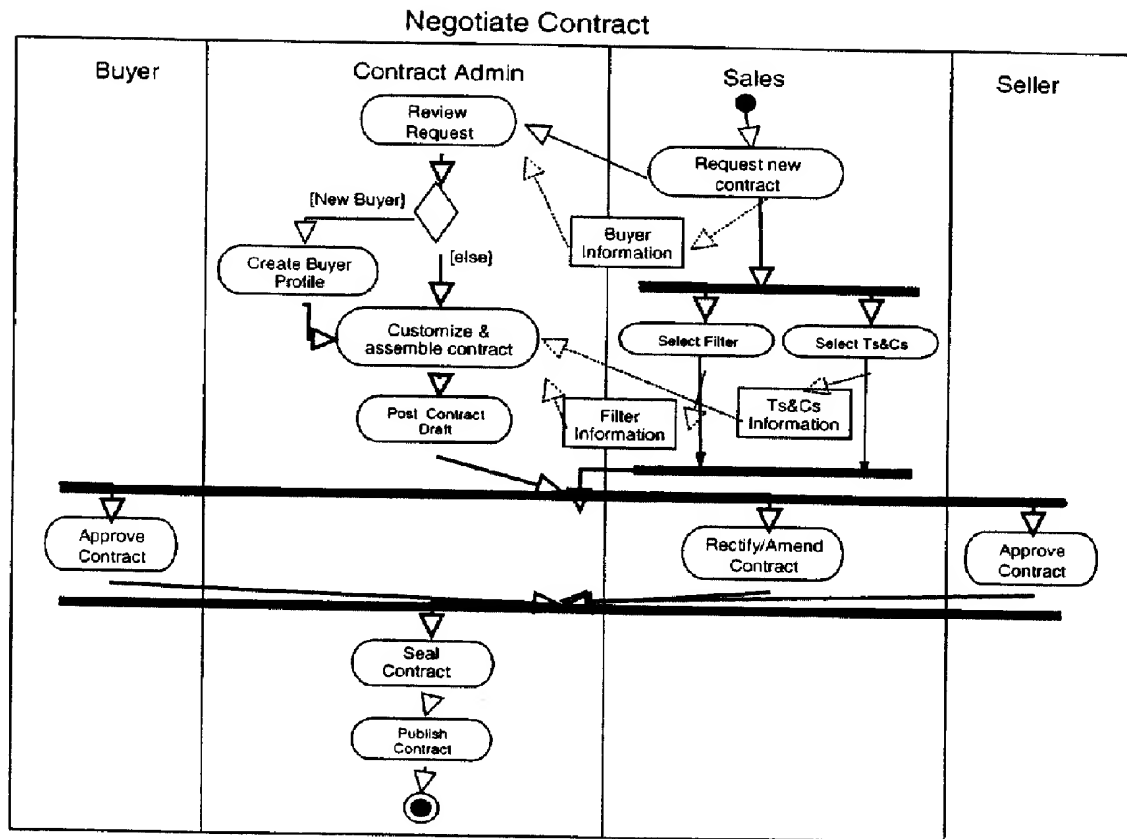 Negotiate Contract
Buyer
Contract Admin
Sales
Seller
Review
Request
Request new
contract
[New Buyer}
Buyer
Information
[else}
Create Buyer
Profile
Customize &
assemble contract
Select Filter
Select Ts&Cs
Post Contract
Draft
Filter
Information
Ts&Cs
Information
Approve
Contract
Rectify/Amend
Contract
Approve
Contract
Seal
Contract
Publish
Contract